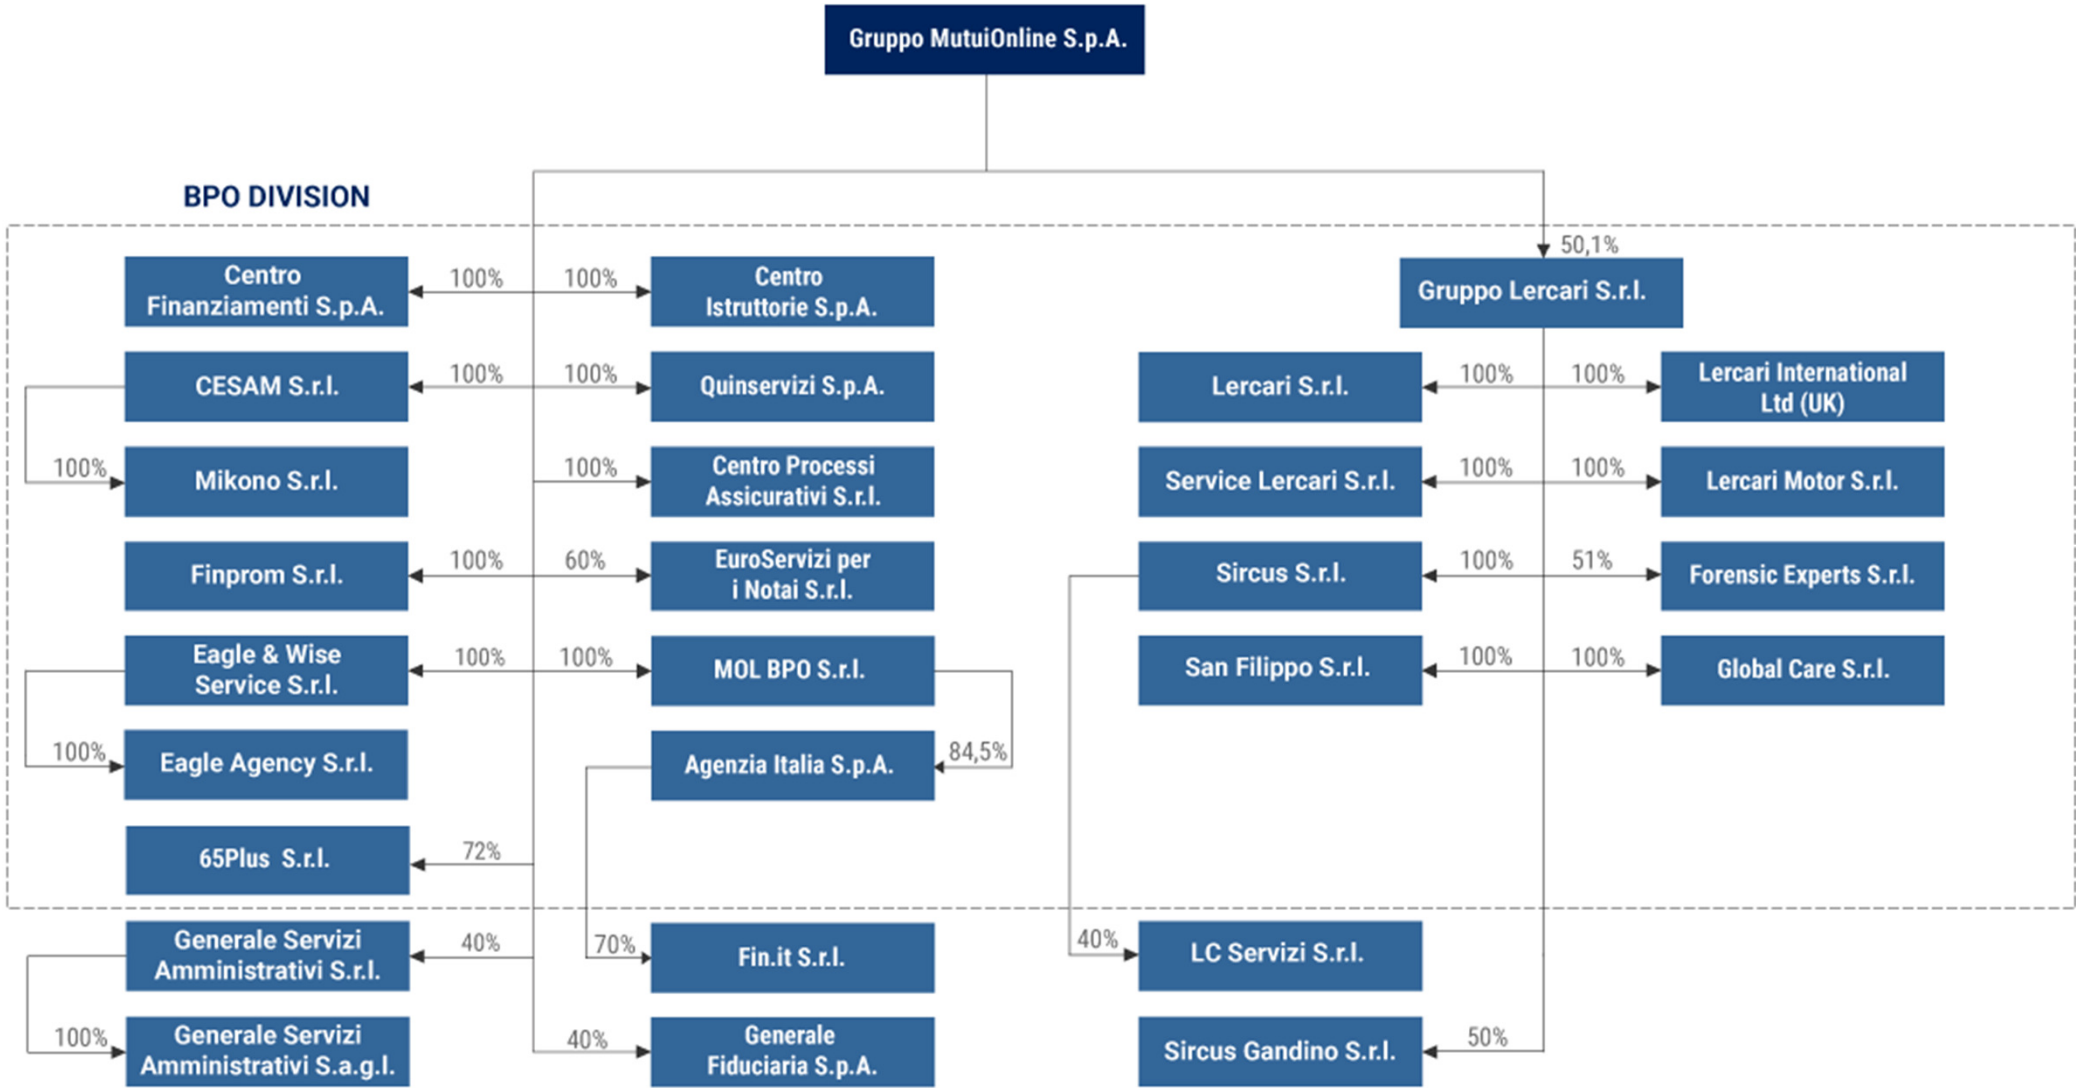 Gruppo MutuiOnline S.p.A.
BPO DIVISION
50,1%
Centro
Finanziamenti S.p.A.
100%
100%
Centro
Istruttorie S.p.A.
Gruppo Lercari S.r.l.
CESAM S.r.l.
100%
100%
Quinservizi S.p.A.
Lercari S.r.l.
100%
100%
Lercari International
Ltd (UK)
100%
Mikono S.r.l.
100%
Centro Processi
Assicurativi S.r.l.
Service Lercari S.r.l.
100%
100%
Lercari Motor S.r.l.
Finprom S.r.l.
100%
60%
EuroServizi per
i Notai S.r.l.
Sircus S.r.l.
100%
51%
Forensic Experts S.r.l.
Eagle & Wise
Service S.r.l.
100%
100%
MOL BPO S.r.l.
San Filippo S.r.l.
100%
100%
Global Care S.r.l.
100%
Eagle Agency S.r.l.
Agenzia Italia S.p.A.
84,5%
65Plus S.r.l.
72%
Generale Servizi
Amministrativi S.r.l.
40%
70%
Fin.it S.r.l.
40%
LC Servizi S.r.l.
100%
Generale Servizi
Amministrativi S.a.g.l.
40%
Generale
Fiduciaria S.p.A.
Sircus Gandino S.r.l.
50%